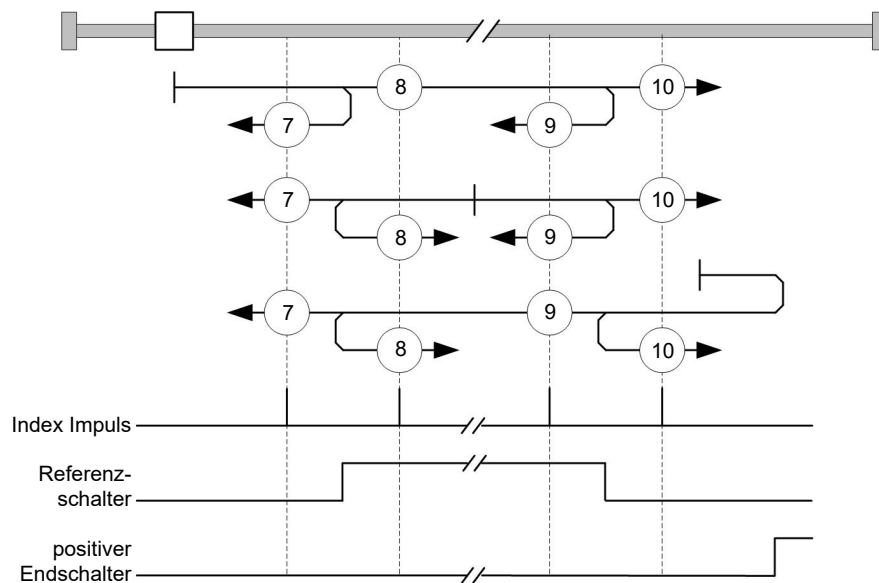 8
10
7
9
7
10
8
9
7
9
8
10
Index Impuls
Referenz-
schalter
positiver
Endschalter